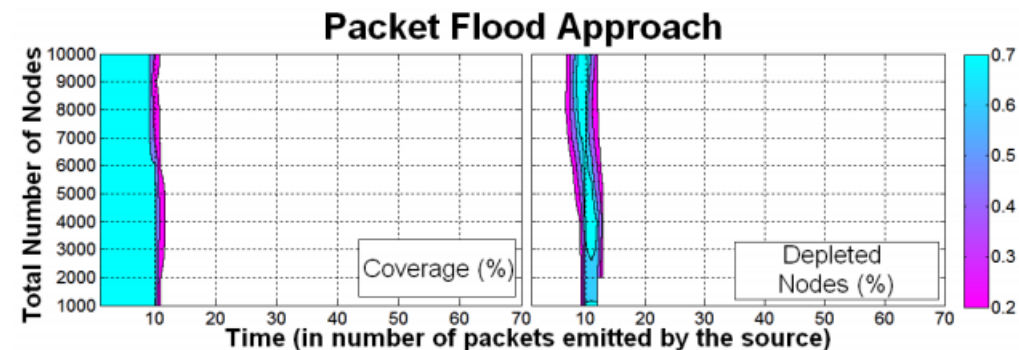 Packet Flood Approach
Total Number of Nodes
10000
9000
8000
7000
6000
5000
4000
3000
2000
1000
Coverage (%)
10 20 30 40 50 60 70
Depleted
Nodes (%)
10 20 30 40 50 60 70
0.7
0.6
0.5
0.4
0.3
0.2
Time (in number of packets emitted by the source)